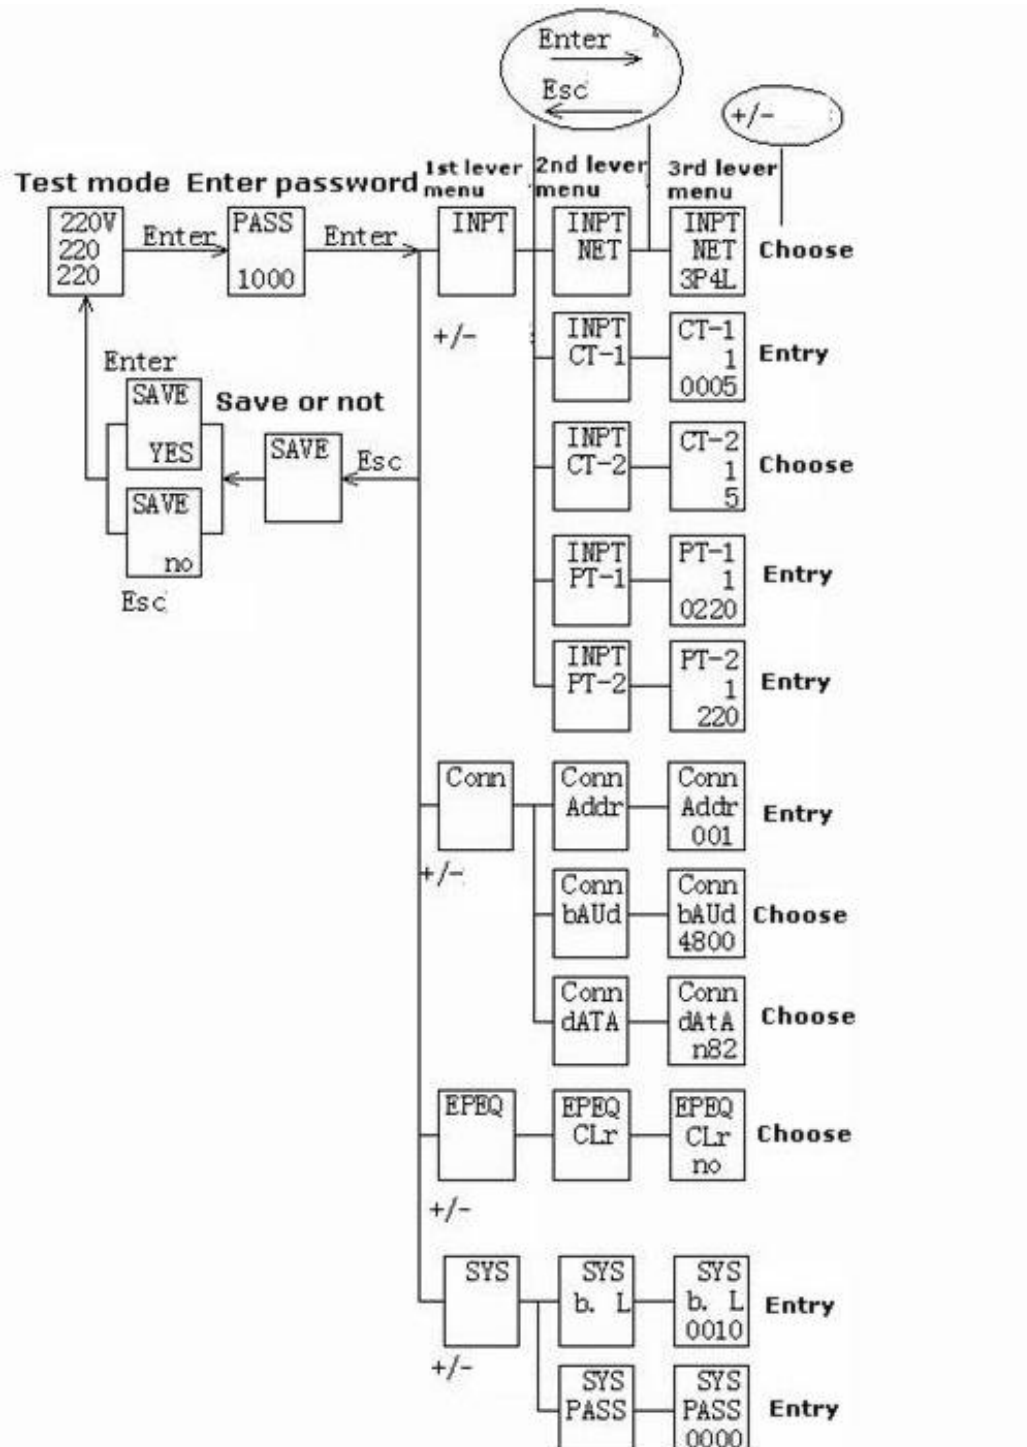 Enter
Esc
+/-
1st lever menu
2nd lever menu
3rd lever menu
Test mode
Enter password
220V
220
220
Enter
PASS
1000
Enter
INPT
INPT
NET
INPT
NET
3P4L
Choose
+/-
INPT
CT-1
CT-1
1
0005
Entry
Enter
SAVE
YES
Save or not
SAVE
Esc
SAVE
no
Esc
INPT
CT-2
CT-2
1
5
Choose
INPT
PT-1
PT-1
1
0220
Entry
INPT
PT-2
PT-2
1
220
Entry
Conn
Conn
Addr
Conn
Addr
001
Entry
+/-
Conn
bAUd
Conn
bAUd
4800
Choose
Conn
dATA
Conn
dAtA
n82
Choose
EPEQ
EPEQ
CLr
EPEQ
CLr
no
Choose
+/-
SYS
SYS
b. L
SYS
b. L
0010
Entry
+/-
SYS
PASS
SYS
PASS
0000
Entry